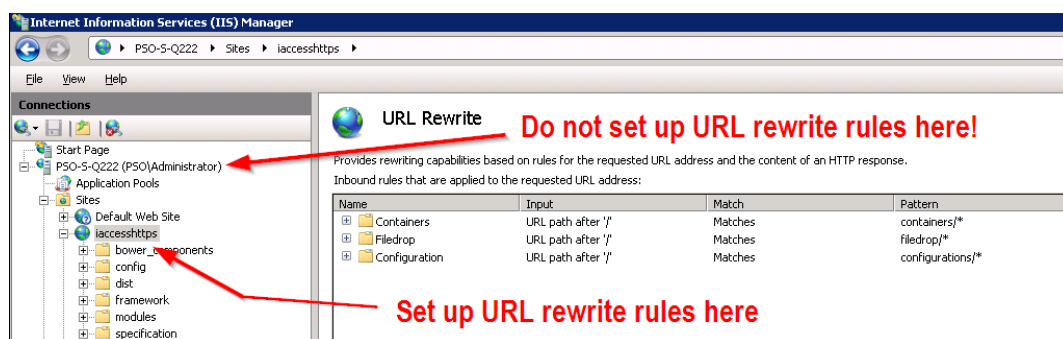 Internet Information Services (IIS) Manager
PSO-S-Q222 Sites iaccesshttps
File View Help
Connections
URL Rewrite
Do not set up URL rewrite rules here!
Start Page
PSO-S-Q222 (PSO\Administrator)
Application Pools
Sites
Default Web Site
iaccesshttps
bower_components
config
dist
framework
modules
specification
Provides rewriting capabilities based on rules for the requested URL address and the content of an HTTP response.
Inbound rules that are applied to the requested URL address:
Name Input Match Pattern
Containers URL path after '/' Matches containers/*
Filedrop URL path after '/' Matches filedrop/*
Configuration URL path after '/' Matches configurations/*
Set up URL rewrite rules here